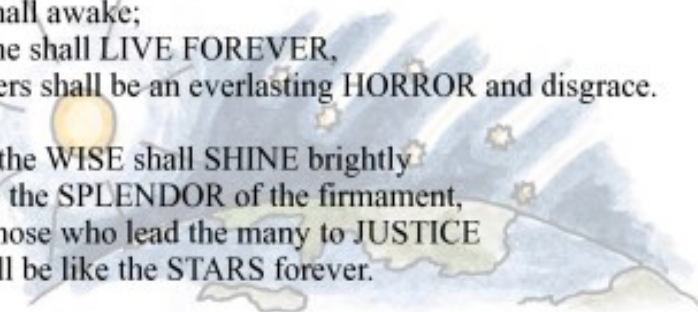 hall awake;
ne shall LIVE FOREVER,
ers shall be an everlasting HORROR and disgrace.
the WISE shall SHINE brightly
the SPLENDOR of the firmament,
hose who lead the many to JUSTICE
ll be like the STARS forever.